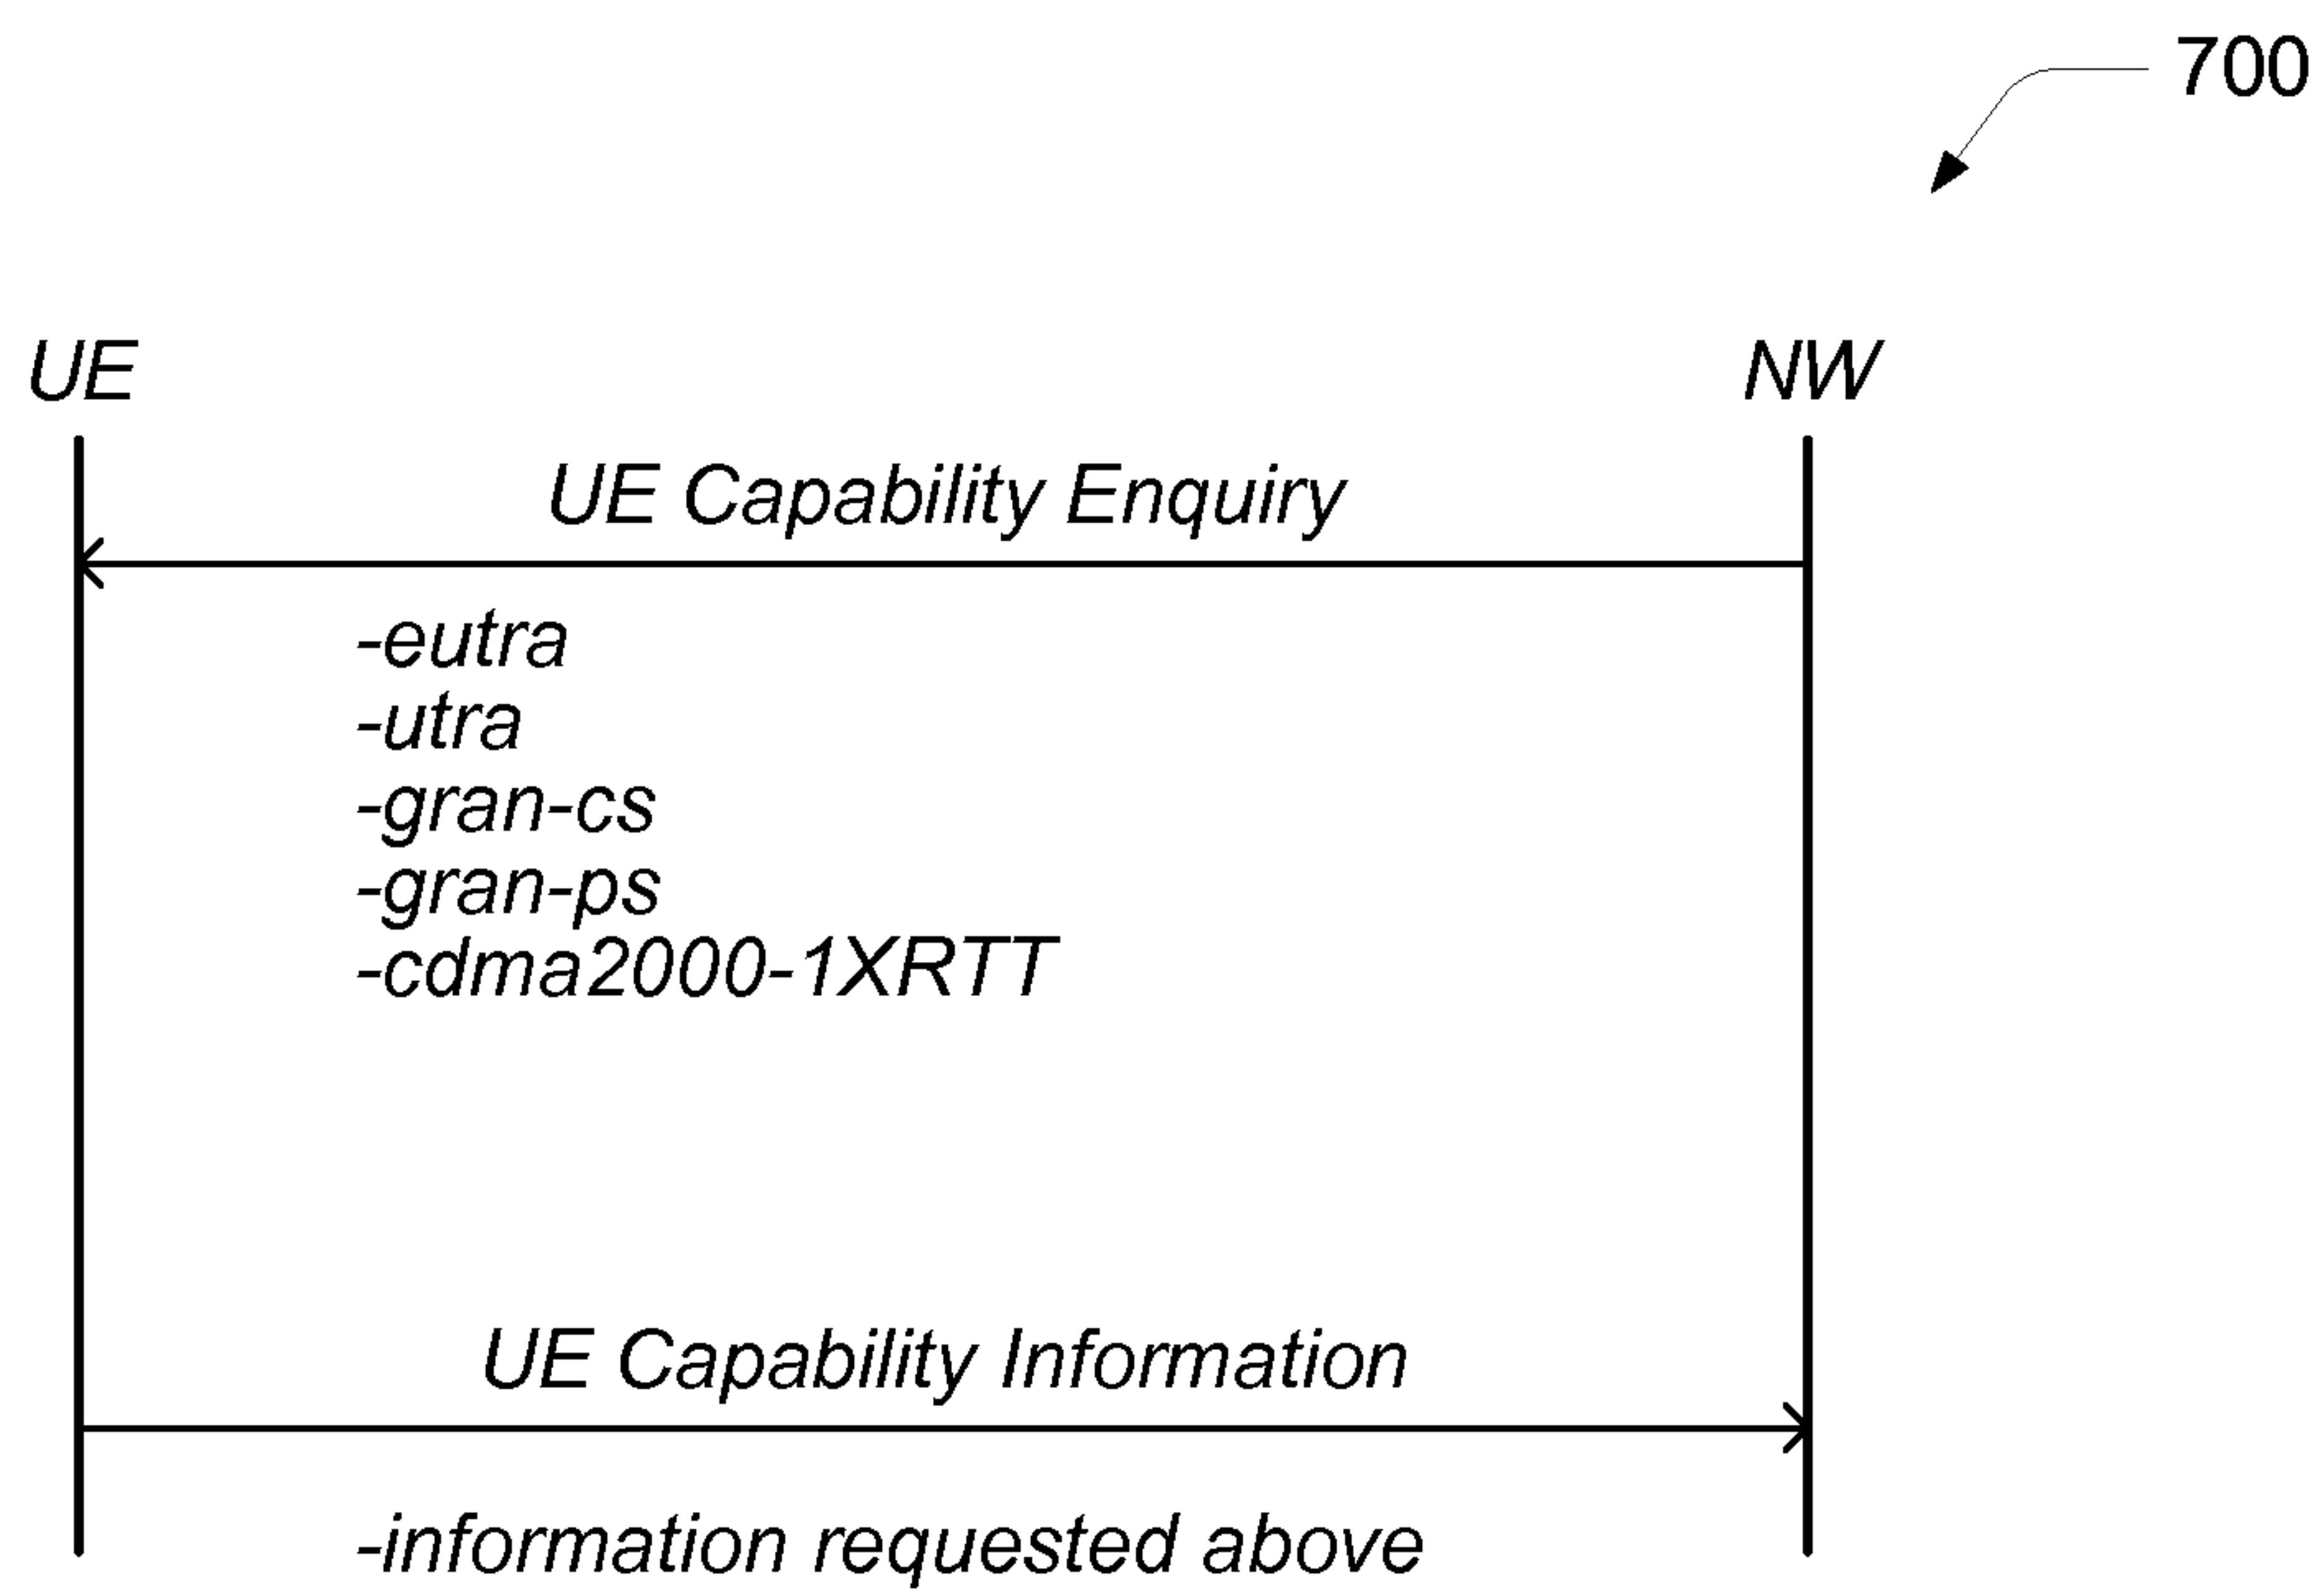 700
UE
NW
UE Capability Enquiry
-eutra
-utra
-gran-cs
-gran-ps
-cdma2000-1XRTT
UE Capability Information
-information requested above